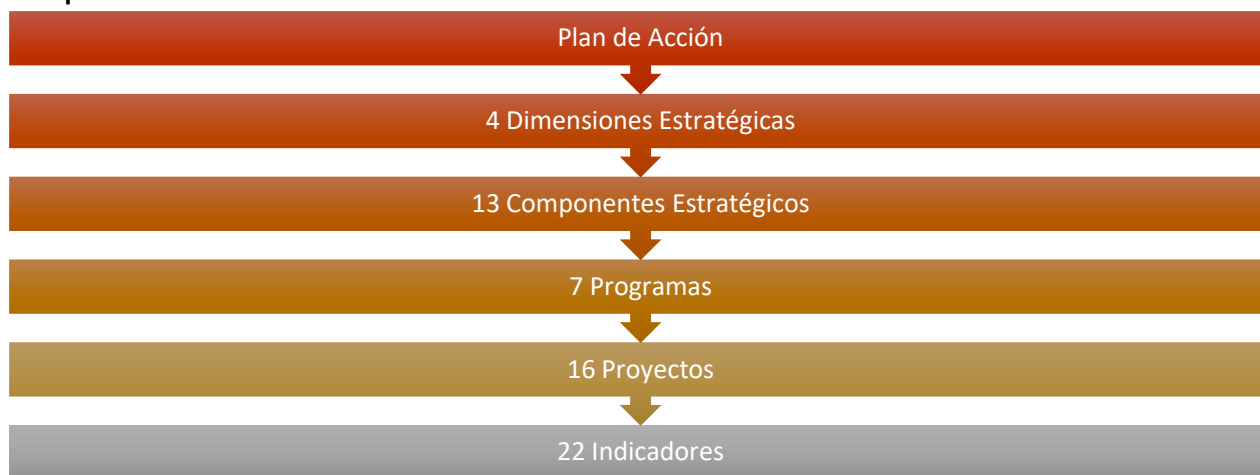 Plan de Acción
4 Dimensiones Estratégicas
13 Componentes Estratégicos
7 Programas
16 Proyectos
22 Indicadores